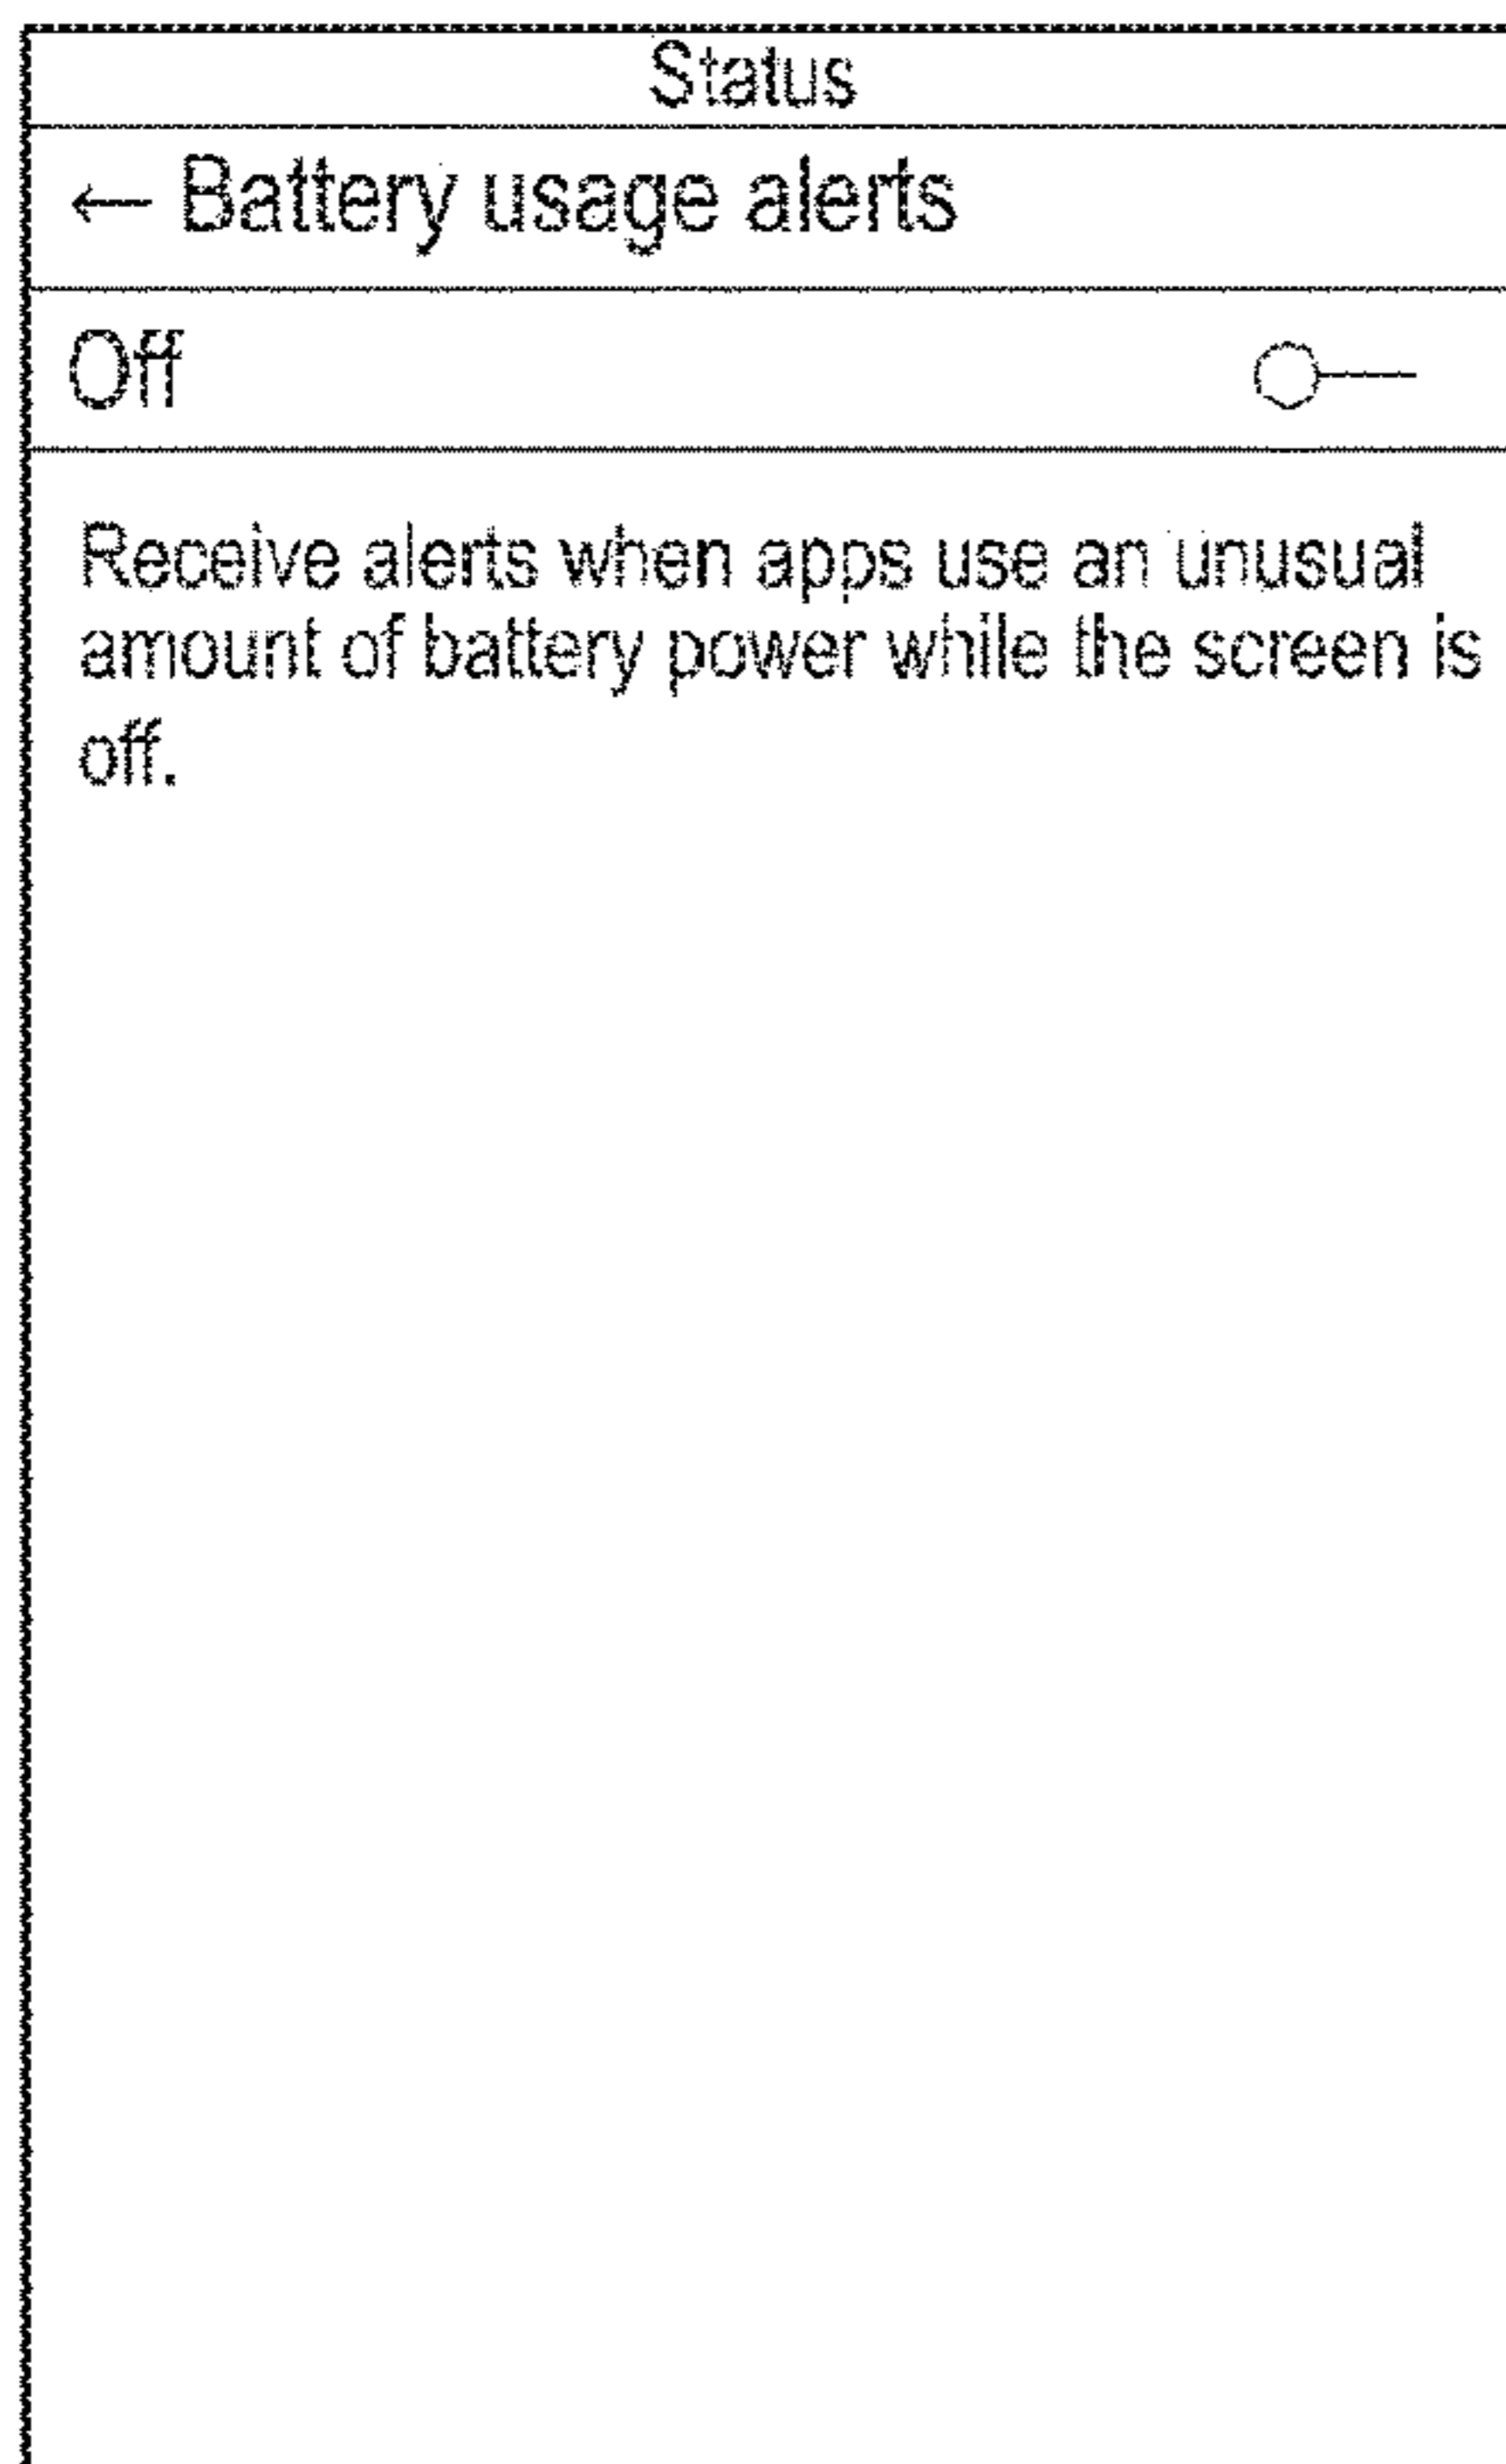 Status
← Battery usage alerts
Off
Receive alerts when apps use an unusual
amount of battery power while the screen is
off.